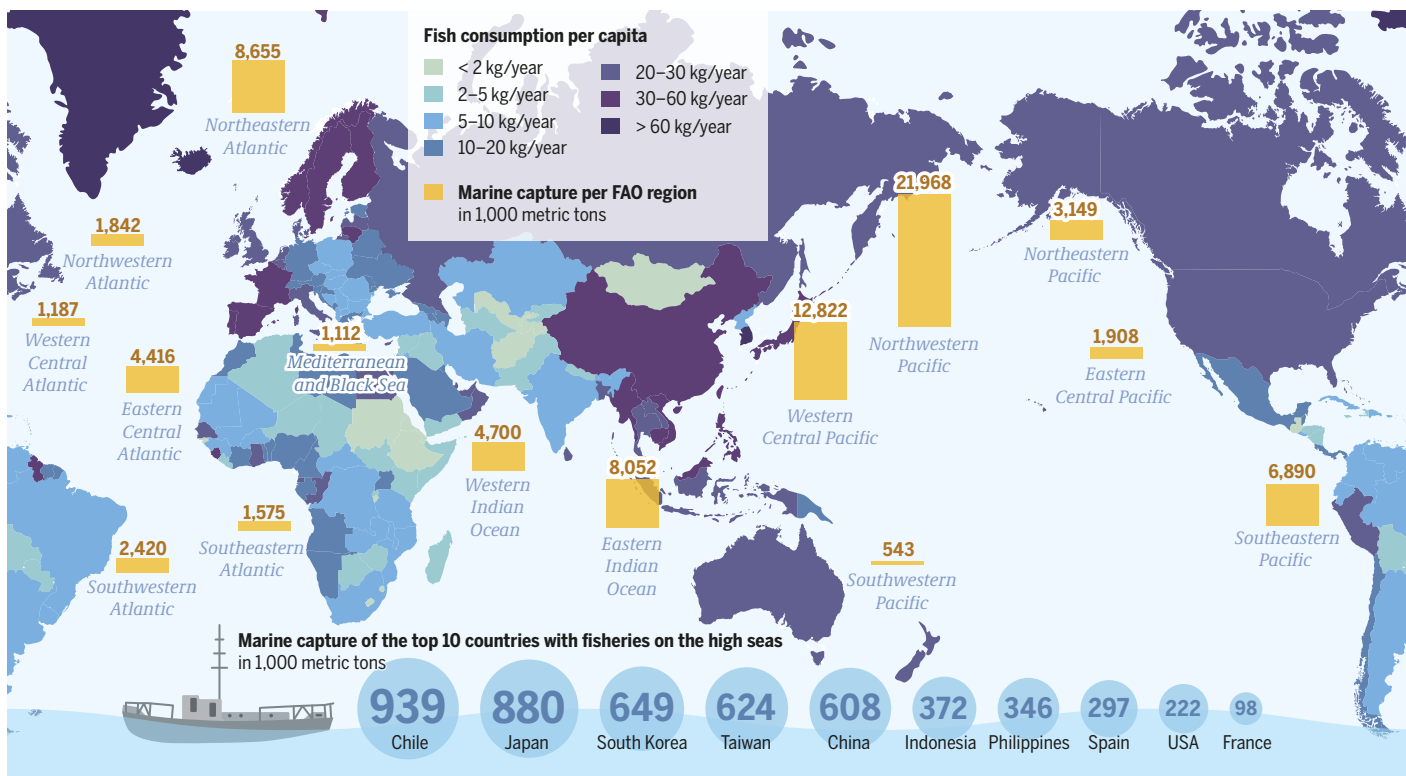 Fish consumption per capita
< 2 kg/year
2–5 kg/year
5–10 kg/year
10–20 kg/year
20–30 kg/year
30–60 kg/year
> 60 kg/year
Marine capture per FAO region
in 1,000 metric tons
8,655
Northeastern
Atlantic
1,842
Northwestern
Atlantic
1,187
Western
Central
Atlantic
4,416
Eastern
Central
Atlantic
1,112
Mediterranean
and Black Sea
21,968
Northwestern
Pacific
3,149
Northeastern
Pacific
12,822
Western
Central Pacific
1,908
Eastern
Central Pacific
4,700
Western
Indian
Ocean
8,052
Eastern
Indian
Ocean
6,890
Southeastern
Pacific
1,575
Southeastern
Atlantic
2,420
Southwestern
Atlantic
543
Southwestern
Pacific
Marine capture of the top 10 countries with fisheries on the high seas
in 1,000 metric tons
939
Chile
880
Japan
649
South Korea
624
Taiwan
608
China
372
Indonesia
346
Philippines
297
Spain
222
USA
98
France